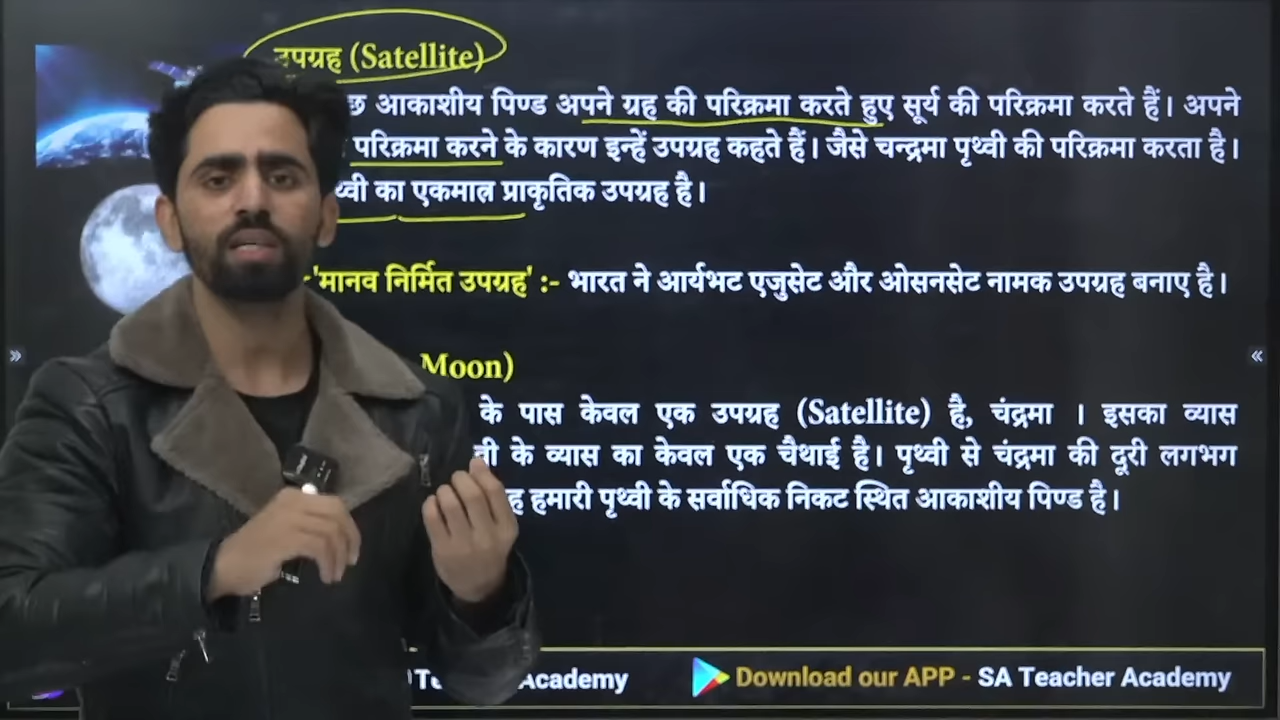 उपग्रह (Satellite)
छ आकाशीय पिण्ड अपने ग्रह की परिक्रमा करते हुए सूर्य की परिक्रमा करते हैं। अपने
परिक्रमा करने के कारण इन्हें उपग्रह कहते हैं। जैसे चन्द्रमा पृथ्वी की परिक्रमा करता है।
थ्वी का एकमात्र प्राकृतिक उपग्रह है।
'मानव निर्मित उपग्रह' :- भारत ने आर्यभट एजुसेट और ओसनसेट नामक उपग्रह बनाए है।
Moon)
के पास केवल एक उपग्रह (Satellite) है, चंद्रमा । इसका व्यास
वी के व्यास का केवल एक चैथाई है। पृथ्वी से चंद्रमा की दूरी लगभग
ह हमारी पृथ्वी के सर्वाधिक निकट स्थित आकाशीय पिण्ड है।
Academy
Download our APP - SA Teacher Academy